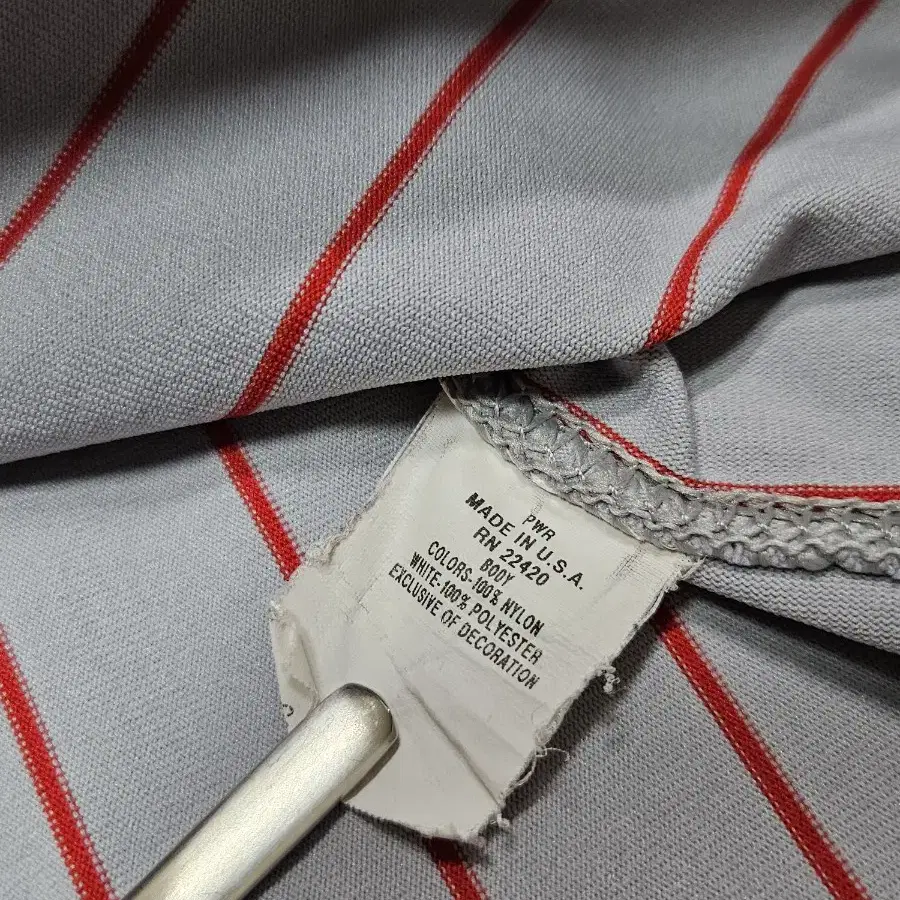 PWR
MADE IN U.S.A.
RN 22420
BODY
COLORS-100% NYLON
WHITE-100% POLYESTER
EXCLUSIVE OF DECORATION